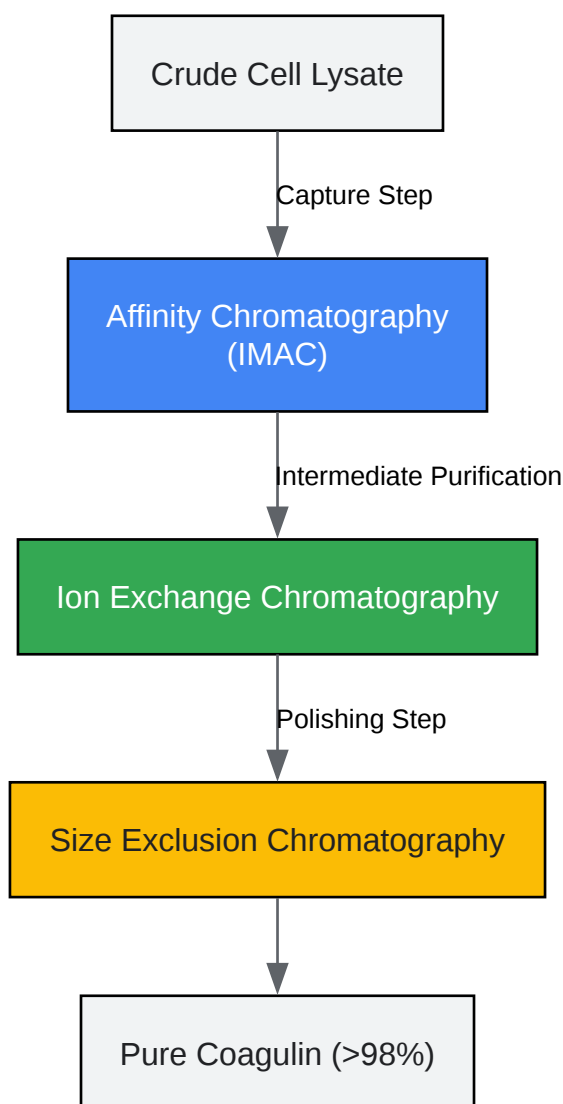 Crude Cell Lysate
Capture Step
Affinity Chromatography
(IMAC)
Intermediate Purification
Ion Exchange Chromatography
Polishing Step
Size Exclusion Chromatography
Pure Coagulin (>98%)